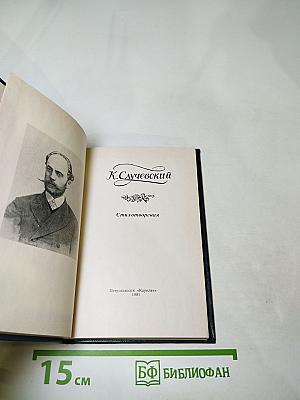 К. Случевский
Стихотворения
Петрозаводск «Карелия»
1981
15 см
БФ БИБЛИОФАН